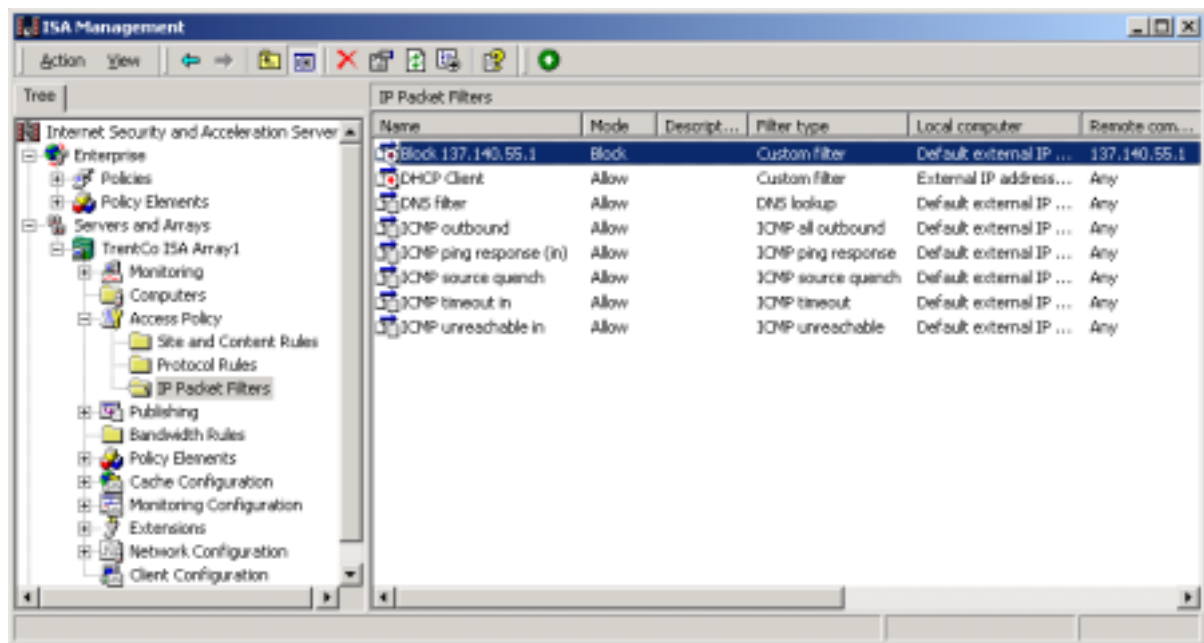 ISA Management
Action View
Tree
IP Packet Filters
Internet Security and Acceleration Server
Enterprise
Policies
Policy Elements
Servers and Arrays
TrentCo ISA Array1
Monitoring
Computers
Access Policy
Site and Content Rules
Protocol Rules
IP Packet Filters
Publishing
Bandwidth Rules
Policy Elements
Cache Configuration
Monitoring Configuration
Extensions
Network Configuration
Client Configuration
Name Mode Descript... Filter type Local computer Remote com...
Block 137.140.55.1 Block Custom filter Default external IP ... 137.140.55.1
DHCP Client Allow Custom filter External IP address... Any
DNS filter Allow DNS lookup Default external IP ... Any
ICMP outbound Allow ICMP all outbound Default external IP ... Any
ICMP ping response (in) Allow ICMP ping response Default external IP ... Any
ICMP source quench Allow ICMP source quench Default external IP ... Any
ICMP timeout in Allow ICMP timeout Default external IP ... Any
ICMP unreachable in Allow ICMP unreachable Default external IP ... Any